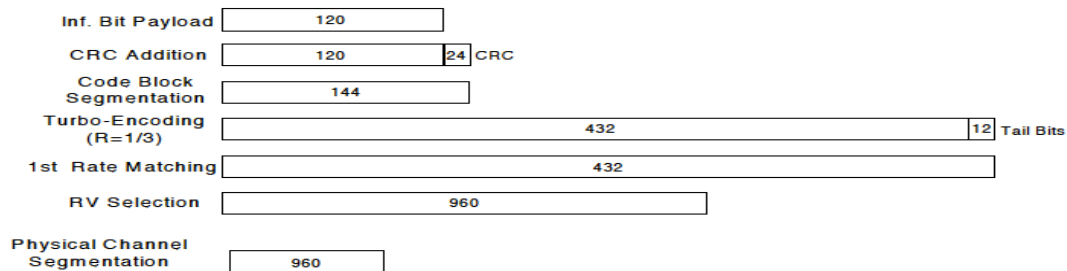 Inf. Bit Payload 120
CRC Addition 120 24 CRC
Code Block
Segmentation 144
Turbo-Encoding
(R=1/3) 432 12 Tail Bits
1st Rate Matching 432
RV Selection 960
Physical Channel
Segmentation 960